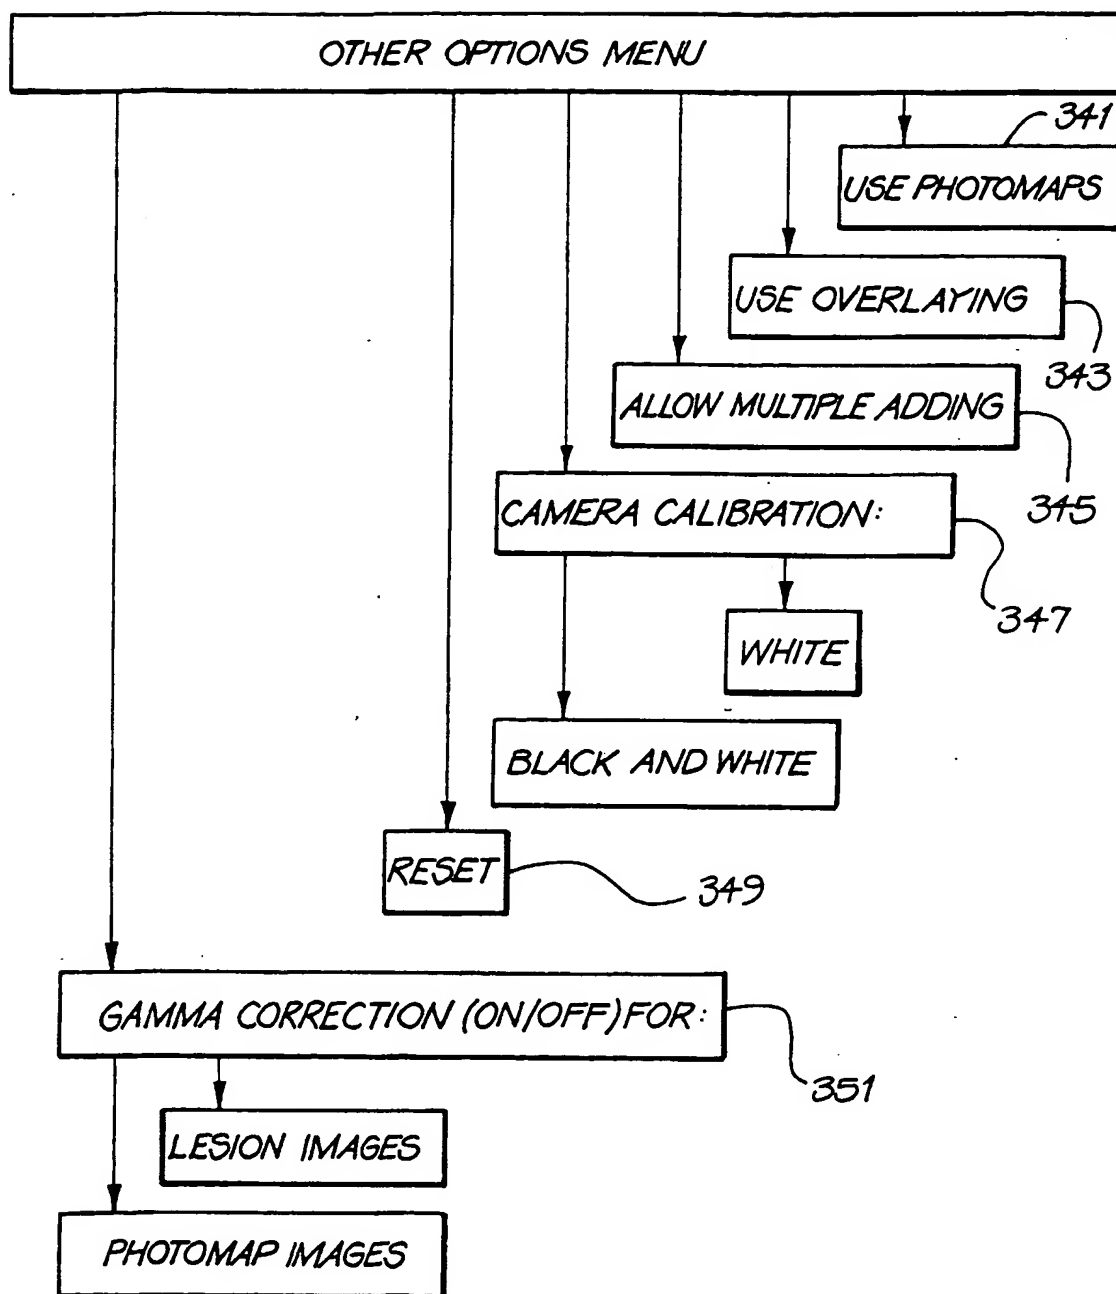 OTHER OPTIONS MENU
341
USE PHOTOMAPS
USE OVERLAYING
343
ALLOW MULTIPLE ADDING
345
CAMERA CALIBRATION:
347
WHITE
BLACK AND WHITE
RESET
349
GAMMA CORRECTION (ON/OFF) FOR:
351
LESION IMAGES
PHOTOMAP IMAGES